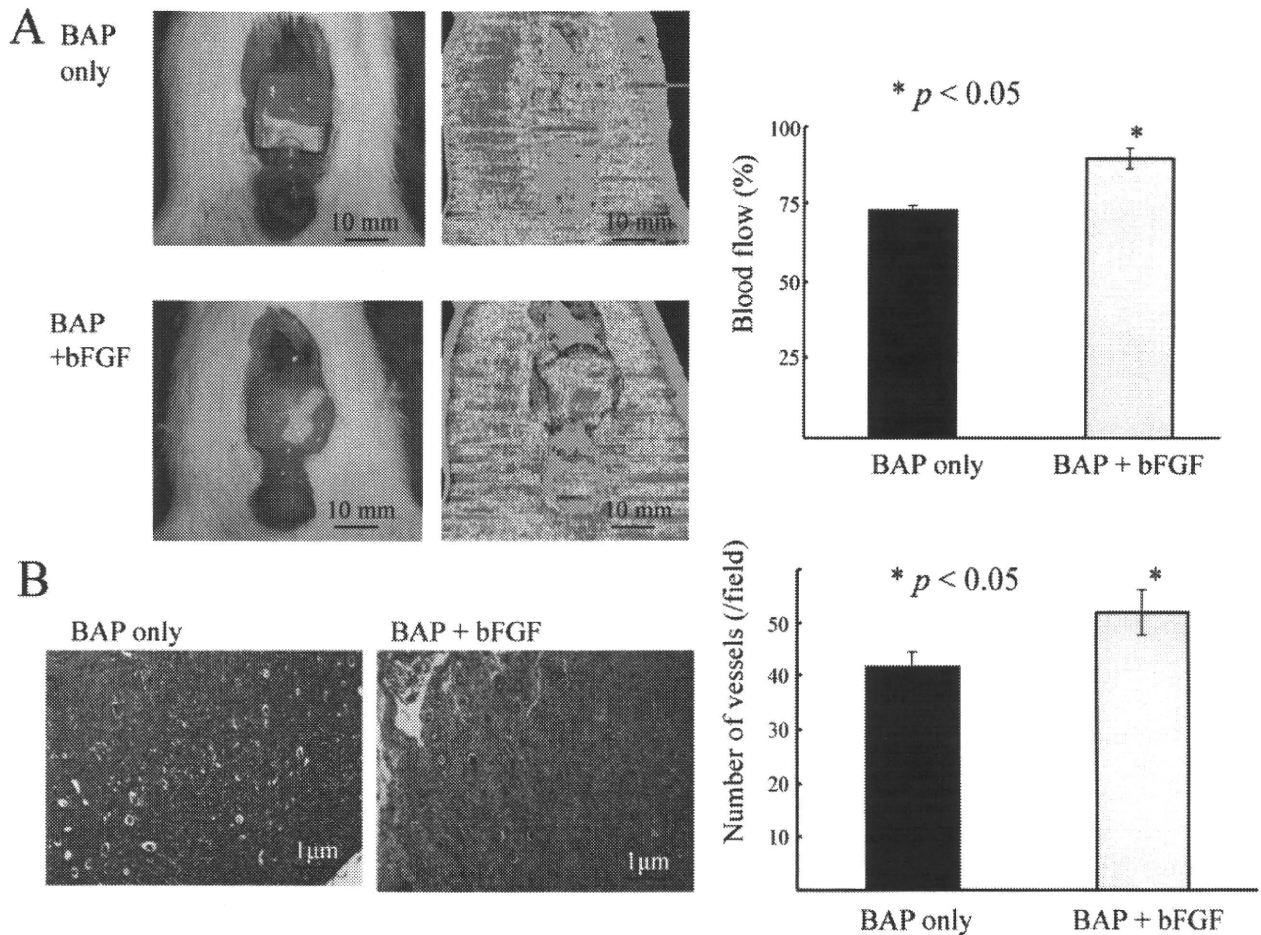 A
BAP
only
10 mm
10 mm
* p < 0.05
*
Blood flow (%)
100
75
50
25
BAP only
BAP + bFGF
BAP
+bFGF
10 mm
10 mm
B
BAP only
BAP + bFGF
1μm
1μm
* p < 0.05
*
Number of vessels (/field)
50
40
30
20
10
BAP only
BAP + bFGF